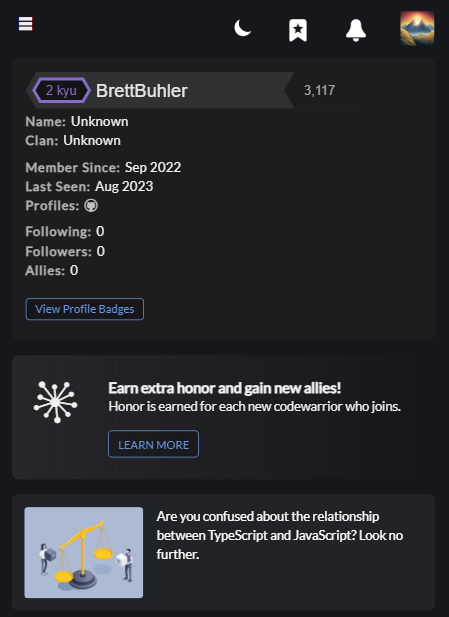 2 kyu BrettBuhler 3,117
Name: Unknown
Clan: Unknown
Member Since: Sep 2022
Last Seen: Aug 2023
Profiles:
Following: 0
Followers: 0
Allies: 0
View Profile Badges
Earn extra honor and gain new allies!
Honor is earned for each new codewarrior who joins.
LEARN MORE
Are you confused about the relationship
between TypeScript and JavaScript? Look no
further.